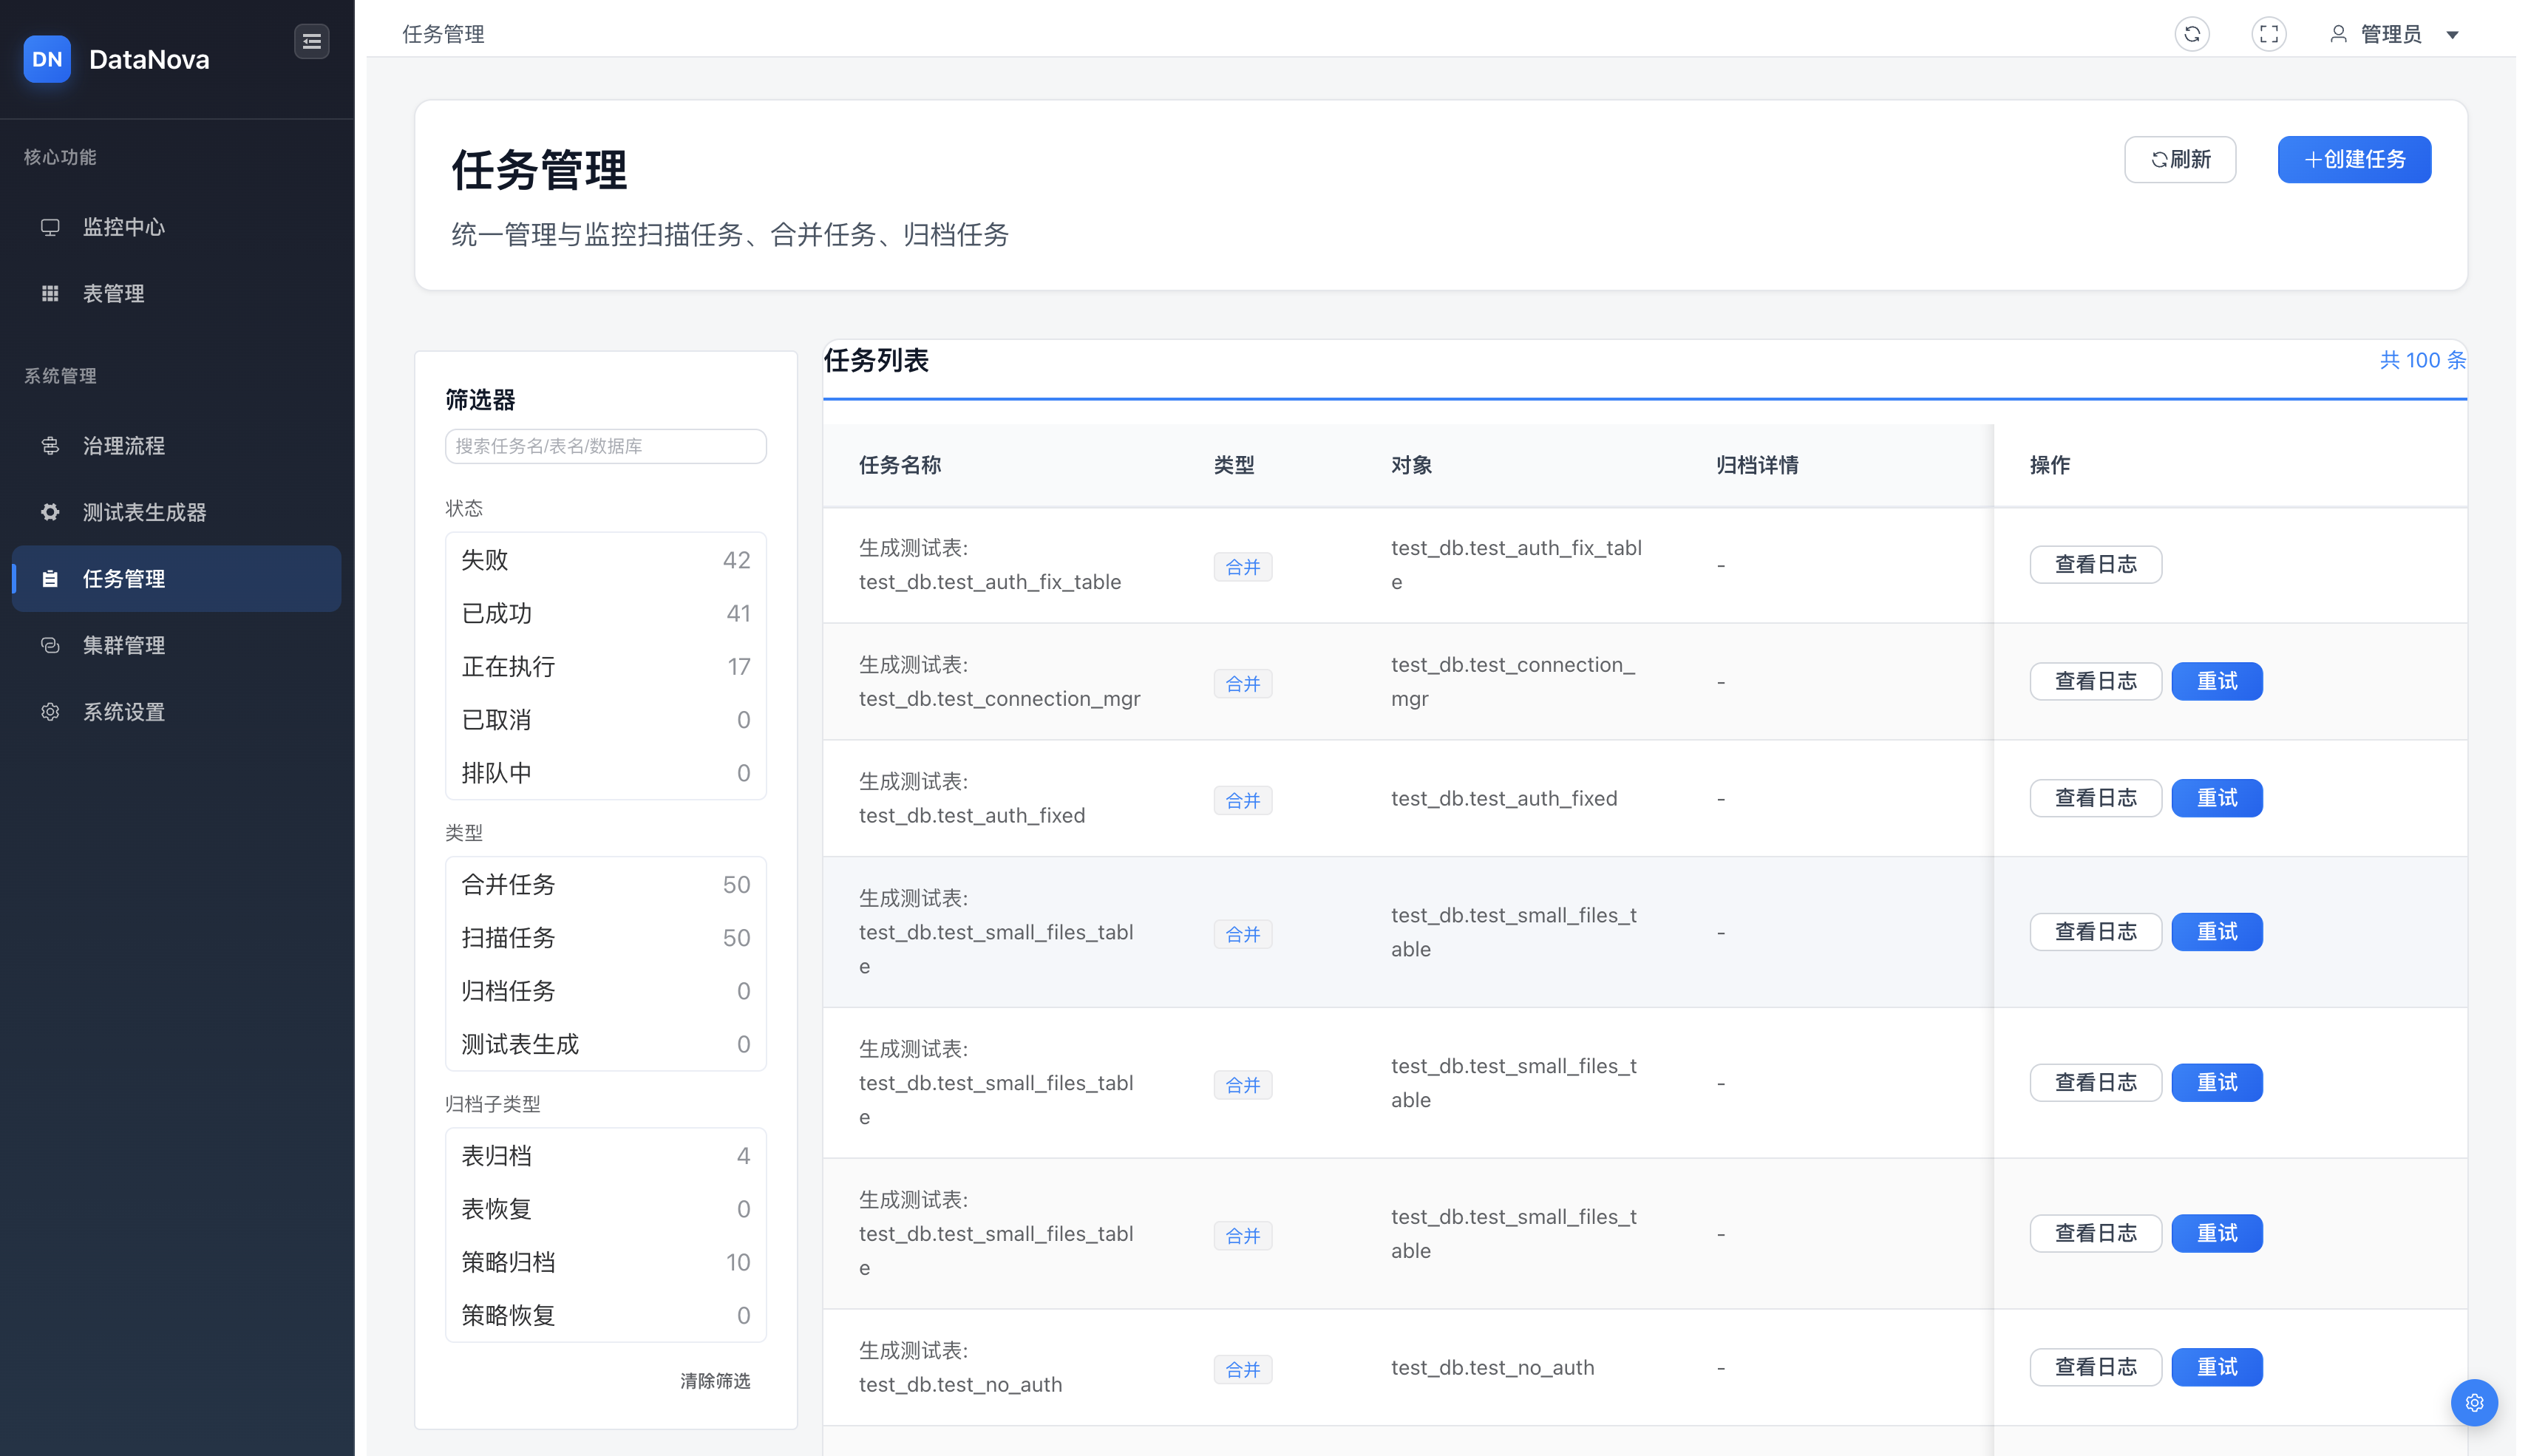 DN DataNova
核心功能
监控中心
表管理
系统管理
治理流程
测试表生成器
任务管理
集群管理
系统设置
任务管理
管理员
任务管理
刷新
创建任务
统一管理与监控扫描任务、合并任务、归档任务
筛选器
搜索任务名/表名/数据库
状态
失败 42
已成功 41
正在执行 17
已取消 0
排队中 0
类型
合并任务 50
扫描任务 50
归档任务 0
测试表生成 0
归档子类型
表归档 4
表恢复 0
策略归档 10
策略恢复 0
清除筛选
任务列表 共 100 条
任务名称 类型 对象 归档详情 操作
生成测试表:
test_db.test_auth_fix_table
合并
test_db.test_auth_fix_tabl
e
-
查看日志
生成测试表:
test_db.test_connection_mgr
合并
test_db.test_connection_
mgr
-
查看日志 重试
生成测试表:
test_db.test_auth_fixed
合并
test_db.test_auth_fixed
-
查看日志 重试
生成测试表:
test_db.test_small_files_tabl
e
合并
test_db.test_small_files_t
able
-
查看日志 重试
生成测试表:
test_db.test_small_files_tabl
e
合并
test_db.test_small_files_t
able
-
查看日志 重试
生成测试表:
test_db.test_small_files_tabl
e
合并
test_db.test_small_files_t
able
-
查看日志 重试
生成测试表:
test_db.test_no_auth
合并
test_db.test_no_auth
-
查看日志 重试